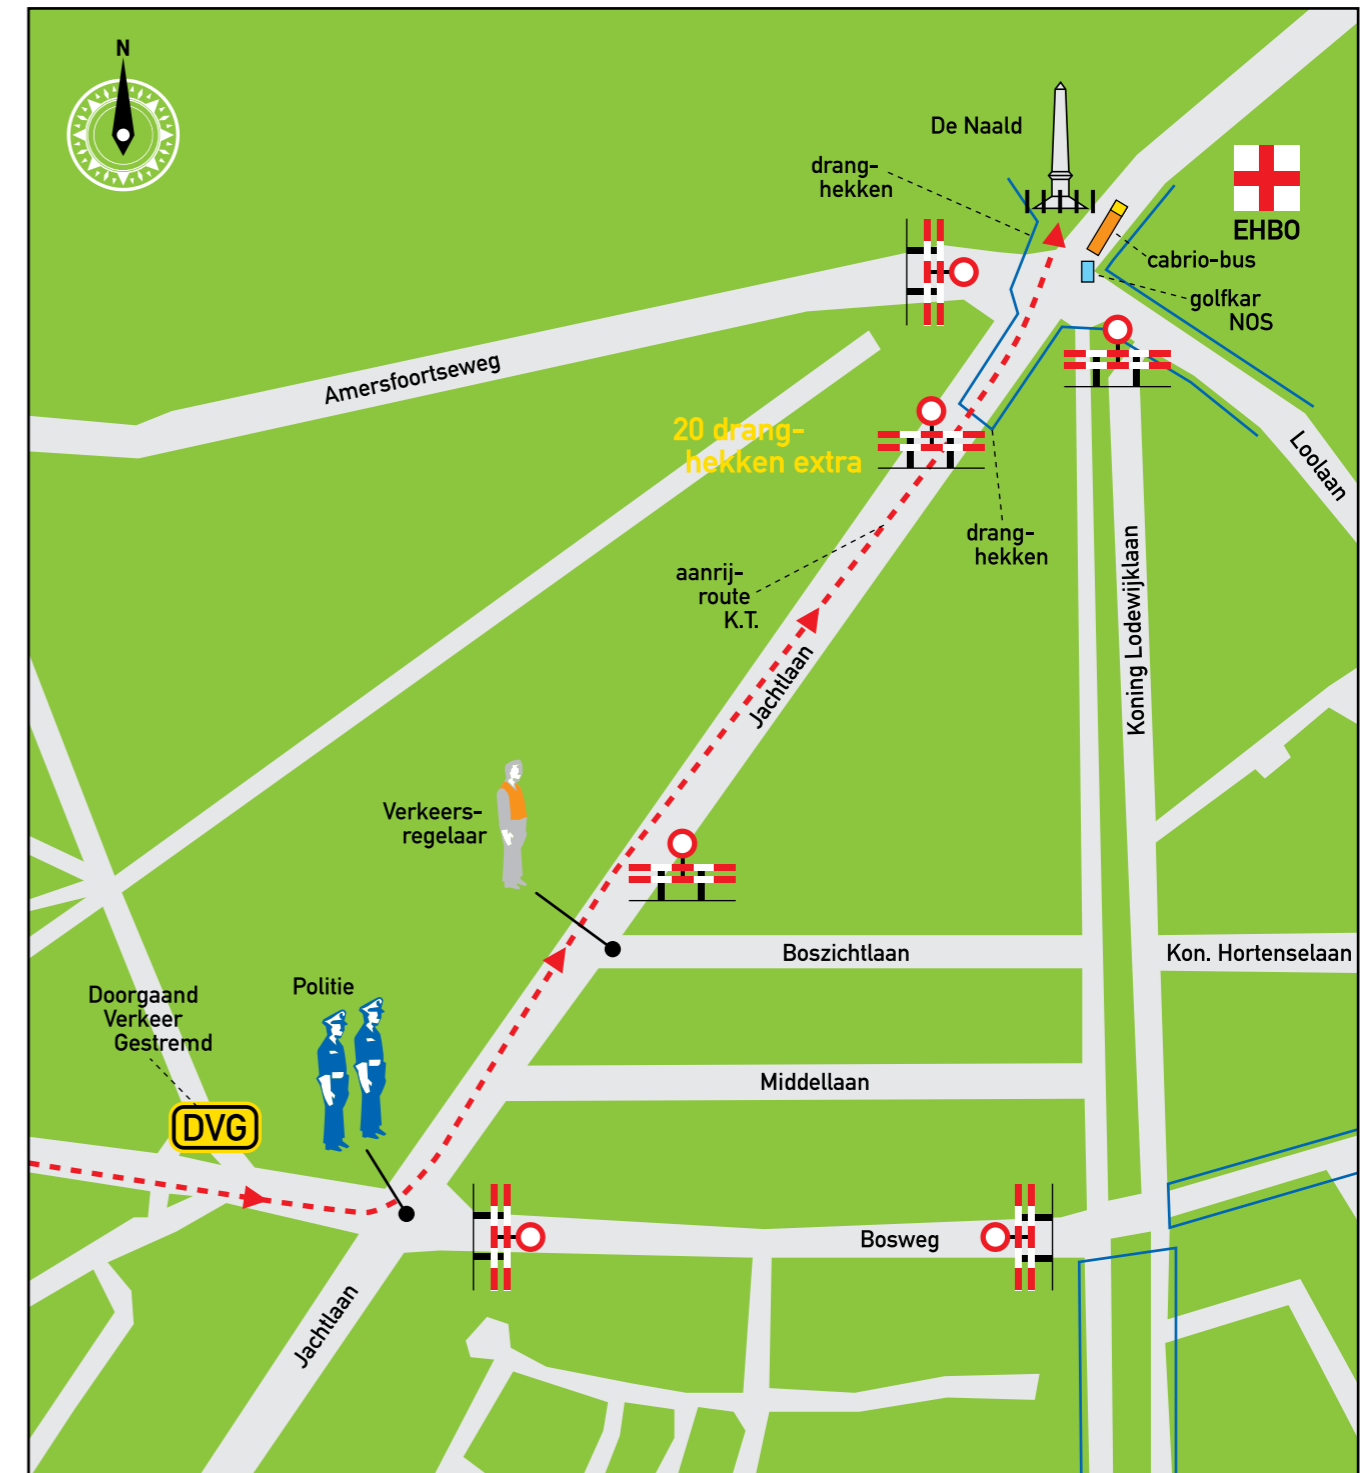 N
De Naald
drang-
hekken
EHBO
cabrio-bus
golfkar
NOS
Amersfoortseweg
20 drang-
hekken extra
Loolaan
drang-
hekken
aanrij-
route
K.T.
Koning Lodewijklaan
Jachtlaan
Verkeers-
regelaar
Boszichtlaan
Kon. Hortenselaan
Doorgaand
Verkeer
Gestremd
Politie
Middellaan
DVG
Bosweg
Jachtlaan